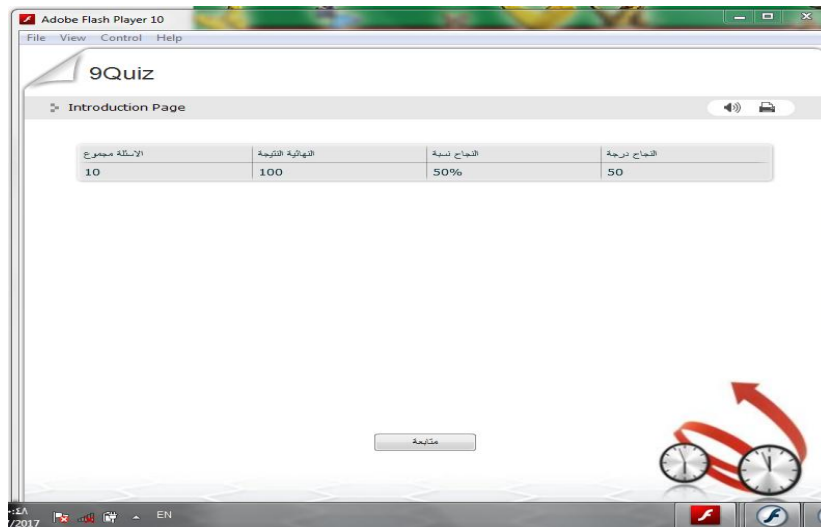 Adobe Flash Player 10
File View Control Help
9Quiz
Introduction Page
الاسئلة مجموع النهائية النتيجة النجاح نسبة النجاح درجة
10 100 50% 50
متابعة
EN
/2017